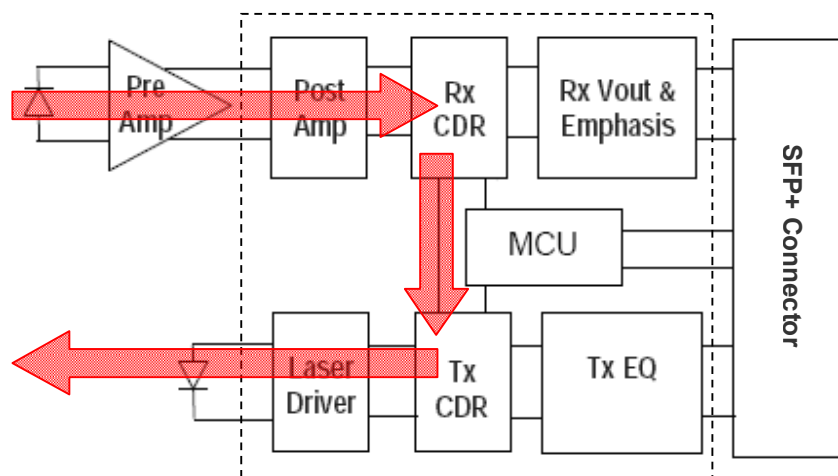 Pre
Amp
Post
Amp
Rx
CDR
Rx Vout &
Emphasis
SFP+ Connector
MCU
Laser
Driver
Tx
CDR
Tx EQ